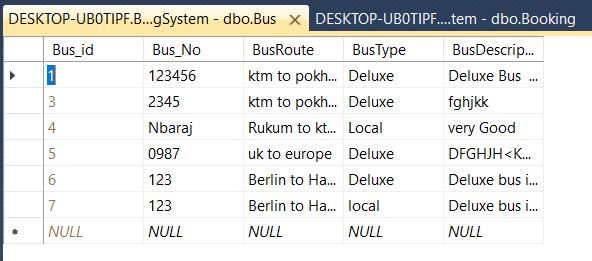 DESKTOP-UB0TIPF.B...gSystem - dbo.Bus DESKTOP-UB0TIPF....tem - dbo.Booking
Bus_id Bus_No BusRoute BusType BusDescrip...
1 123456 ktm to pokh... Deluxe Deluxe Bus ...
3 2345 ktm to pokh... Deluxe fghjkk
4 Nbaraj Rukum to kt... Local very Good
5 0987 uk to europe Deluxe DFGHJH<K...
6 123 Berlin to Ha... Deluxe Deluxe bus i...
7 123 Berlin to Ha... local Deluxe bus i...
NULL NULL NULL NULL NULL